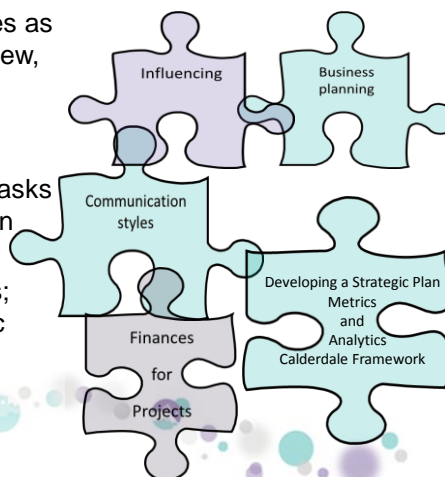 es as
ew,
asks
n
s;
c
Influencing
Business
planning
Communication
styles
Developing a Strategic Plan
Metrics
and
Analytics
Calderdale Framework
Finances
for
Projects